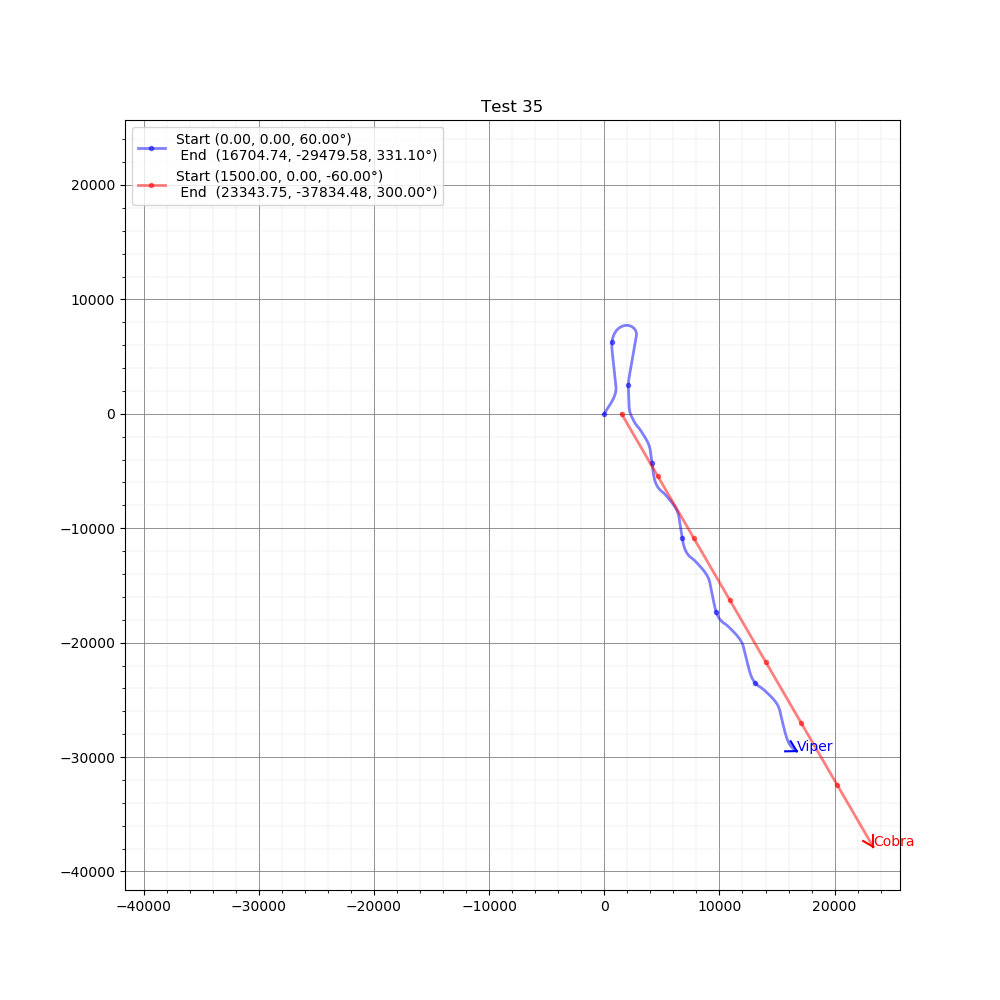 Test 35
Start (0.00, 0.00, 60.00°)
End (16704.74, -29479.58, 331.10°)
Start (1500.00, 0.00, -60.00°)
End (23343.75, -37834.48, 300.00°)
20000
10000
0
−10000
−20000
−30000
−40000
Viper
Cobra
−40000 −30000 −20000 −10000 0 10000 20000